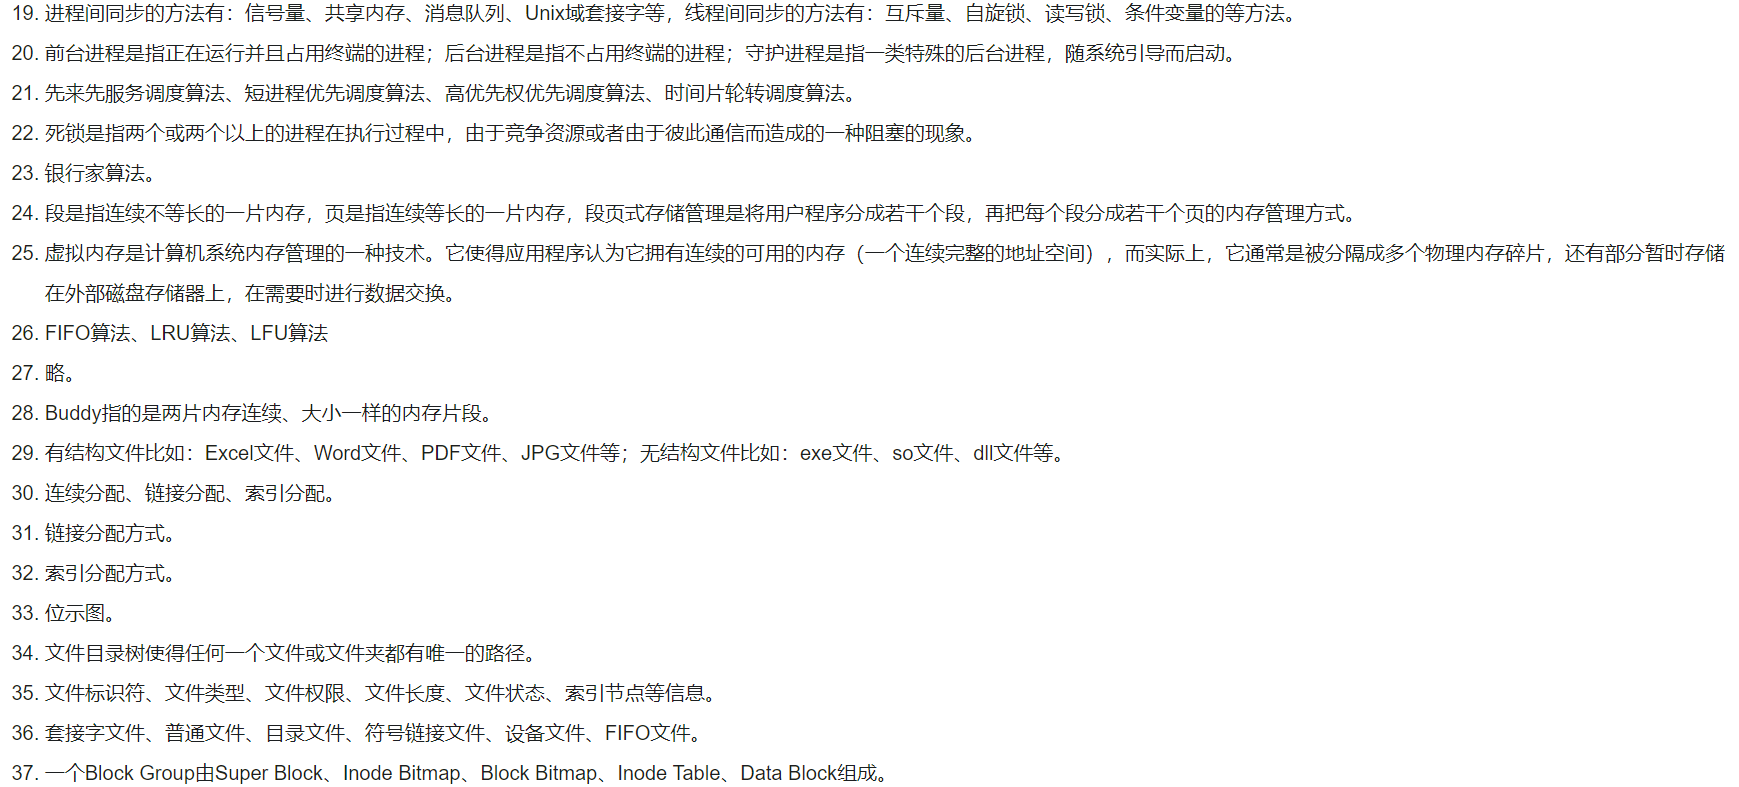 19. 进程间同步的方法有：信号量、共享内存、消息队列、Unix域套接字等，线程间同步的方法有：互斥量、自旋锁、读写锁、条件变量的等方法。
20. 前台进程是指正在运行并且占用终端的进程；后台进程是指不占用终端的进程；守护进程是指一类特殊的后台进程，随系统引导而启动。
21. 先来先服务调度算法、短进程优先调度算法、高优先权优先调度算法、时间片轮转调度算法。
22. 死锁是指两个或两个以上的进程在执行过程中，由于竞争资源或者由于彼此通信而造成的一种阻塞的现象。
23. 银行家算法。
24. 段是指连续不等长的一片内存，页是指连续等长的一片内存，段页式存储管理是将用户程序分成若干个段，再把每个段分成若干个页的内存管理方式。
25. 虚拟内存是计算机系统内存管理的一种技术。它使得应用程序认为它拥有连续的可用的内存（一个连续完整的地址空间），而实际上，它通常是被分隔成多个物理内存碎片，还有部分暂时存储
在外部磁盘存储器上，在需要时进行数据交换。
26. FIFO算法、LRU算法、LFU算法
27. 略。
28. Buddy指的是两片内存连续、大小一样的内存片段。
29. 有结构文件比如：Excel文件、Word文件、PDF文件、JPG文件等；无结构文件比如：exe文件、so文件、dll文件等。
30. 连续分配、链接分配、索引分配。
31. 链接分配方式。
32. 索引分配方式。
33. 位示图。
34. 文件目录树使得任何一个文件或文件夹都有唯一的路径。
35. 文件标识符、文件类型、文件权限、文件长度、文件状态、索引节点等信息。
36. 套接字文件、普通文件、目录文件、符号链接文件、设备文件、FIFO文件。
37. 一个Block Group由Super Block、Inode Bitmap、Block Bitmap、Inode Table、Data Block组成。